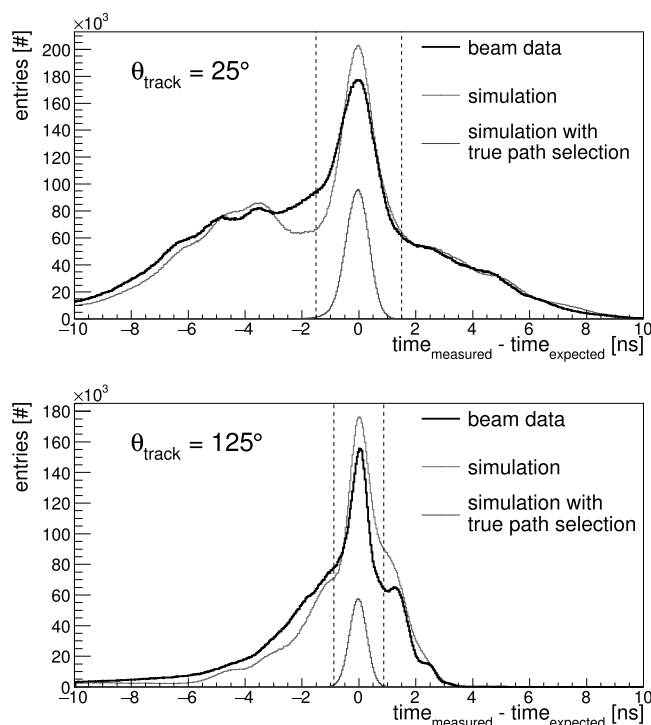 ×10³
entries [#]
200
180
160
140
120
100
80
60
40
20
0
θtrack = 25°
beam data
simulation
simulation with
true path selection
−10 −8 −6 −4 −2 0 2 4 6 8 10
timemeasured - timeexpected [ns]
×10³
entries [#]
180
160
140
120
100
80
60
40
20
0
θtrack = 125°
beam data
simulation
simulation with
true path selection
−10 −8 −6 −4 −2 0 2 4 6 8 10
timemeasured - timeexpected [ns]